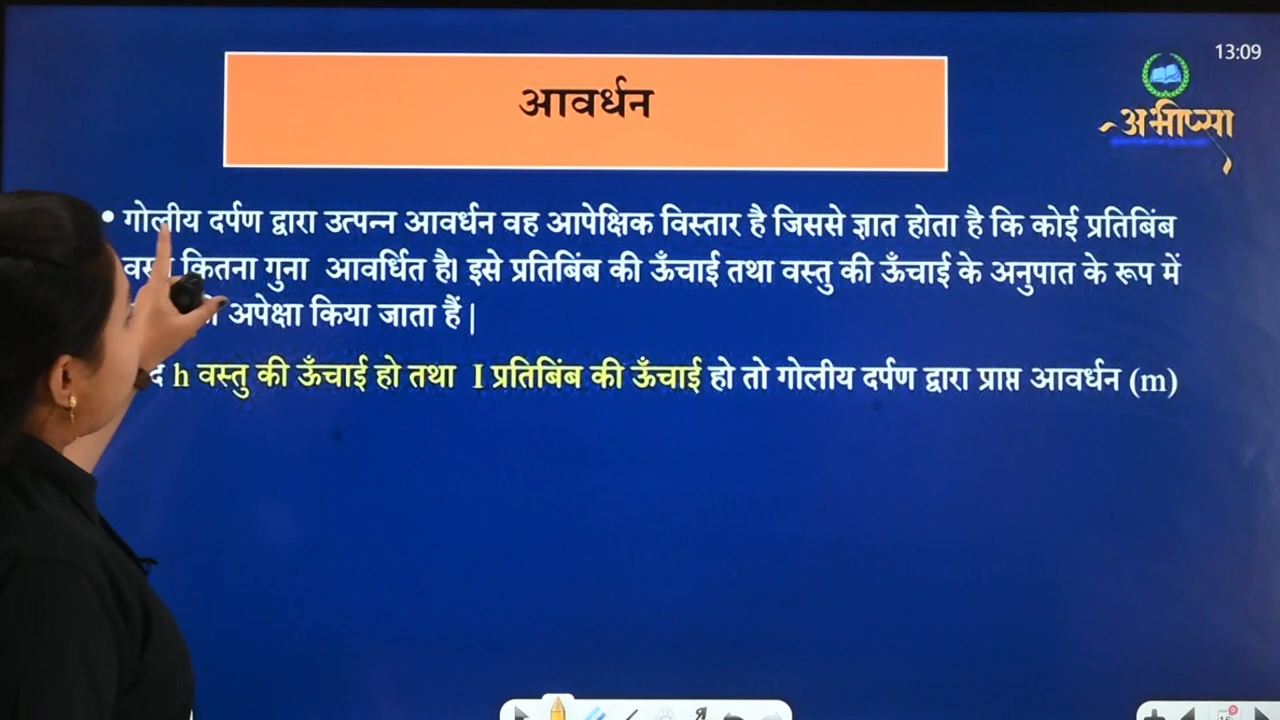 13:09
आवर्धन
अभीप्सा
• गोलीय दर्पण द्वारा उत्पन्न आवर्धन वह आपेक्षिक विस्तार है जिससे ज्ञात होता है कि कोई प्रतिबिंब
कितना गुना आवर्धित है। इसे प्रतिबिंब की ऊँचाई तथा वस्तु की ऊँचाई के अनुपात के रूप में
अपेक्षा किया जाता हैं |
h वस्तु की ऊँचाई हो तथा I प्रतिबिंब की ऊँचाई हो तो गोलीय दर्पण द्वारा प्राप्त आवर्धन (m)